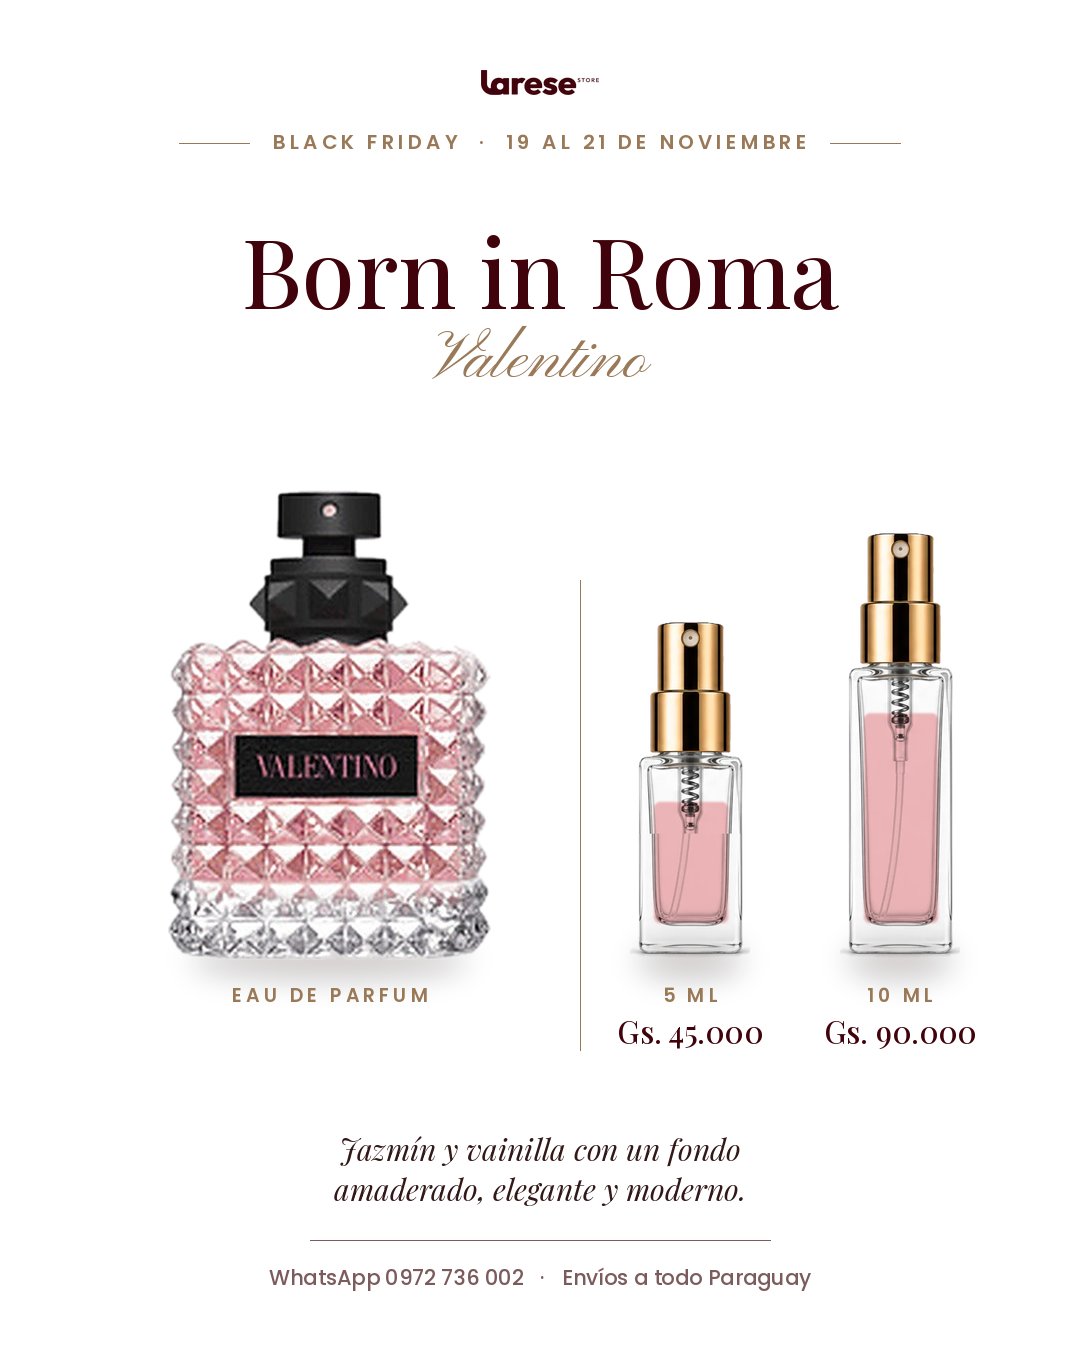 Larese STORE
BLACK FRIDAY · 19 AL 21 DE NOVIEMBRE
Born in Roma
Valentino
VALENTINO
EAU DE PARFUM
5 ML
Gs. 45.000
10 ML
Gs. 90.000
Jazmín y vainilla con un fondo
amaderado, elegante y moderno.
WhatsApp 0972 736 002 · Envíos a todo Paraguay